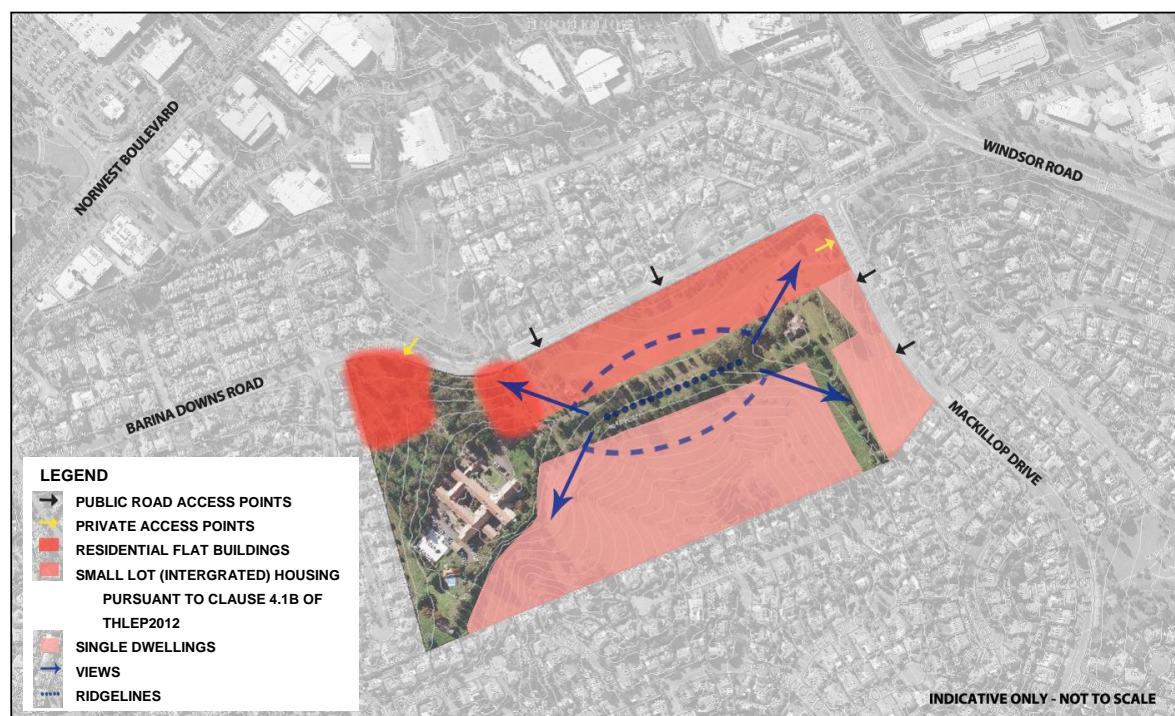 NORWEST BOULEVARD
WINDSOR ROAD
BARINA DOWNS ROAD
MACKILLOP DRIVE
LEGEND
PUBLIC ROAD ACCESS POINTS
PRIVATE ACCESS POINTS
RESIDENTIAL FLAT BUILDINGS
SMALL LOT (INTERGRATED) HOUSING
PURSUANT TO CLAUSE 4.1B OF
THLEP2012
SINGLE DWELLINGS
VIEWS
RIDGELINES
INDICATIVE ONLY - NOT TO SCALE